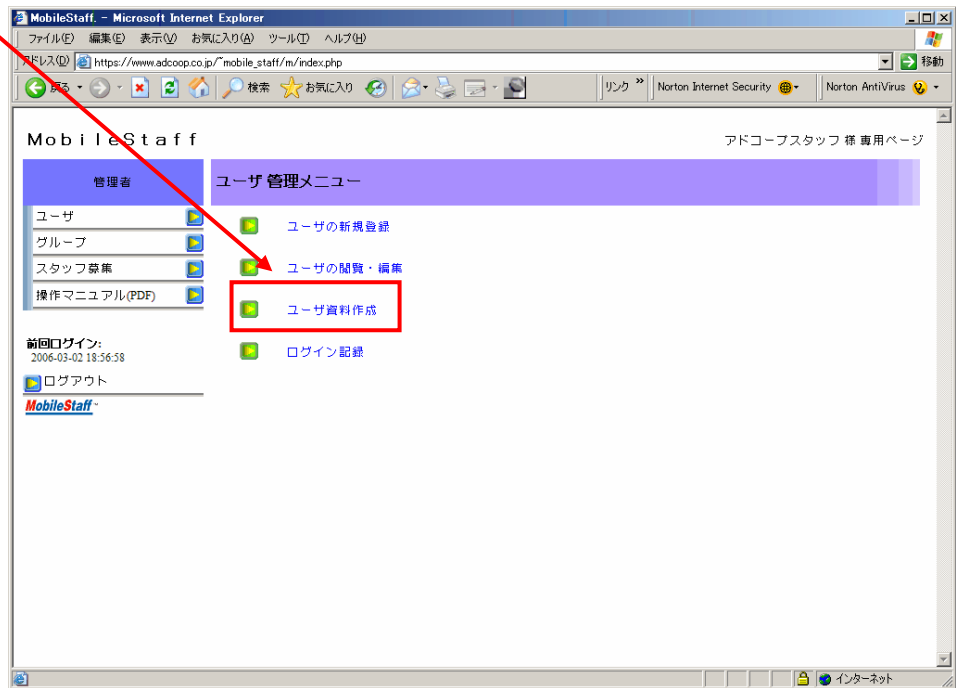 MobileStaff. - Microsoft Internet Explorer
ファイル(F) 編集(E) 表示(V) お気に入り(A) ツール(T) ヘルプ(H)
アドレス(D) https://www.adcoop.co.jp/~mobile_staff/m/index.php 移動
戻る 検索 お気に入り リンク » Norton Internet Security Norton AntiVirus
MobileStaff
アドコープスタッフ 様 専用ページ
管理者
ユーザ 管理メニュー
ユーザ
グループ
スタッフ募集
操作マニュアル(PDF)
ユーザの新規登録
ユーザの閲覧・編集
ユーザ資料作成
ログイン記録
前回ログイン:
2006-03-02 18:56:58
ログアウト
MobileStaff
インターネット